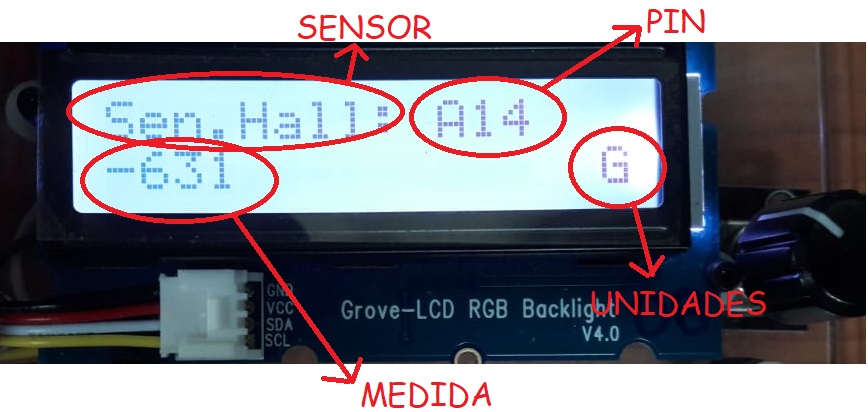 SENSOR
PIN
Sen.Hall: A14
-631 G
GND
VCC
SDA
SCL
Grove-LCD RGB Backlight
V4.0
UNIDADES
MEDIDA